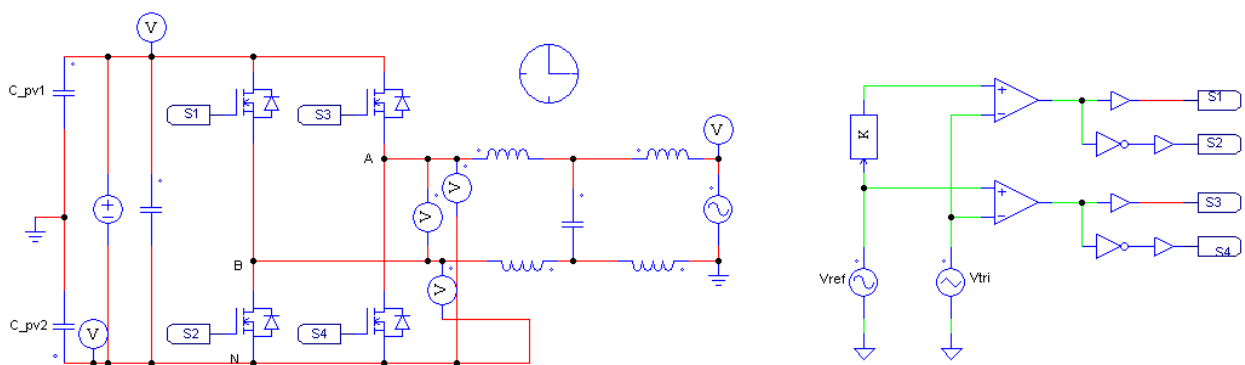 V
C_pv1
S1
S3
V
A
V
V
B
V
C_pv2
V
S2
S4
N
S1
K
S2
S3
S4
Vref
Vtri